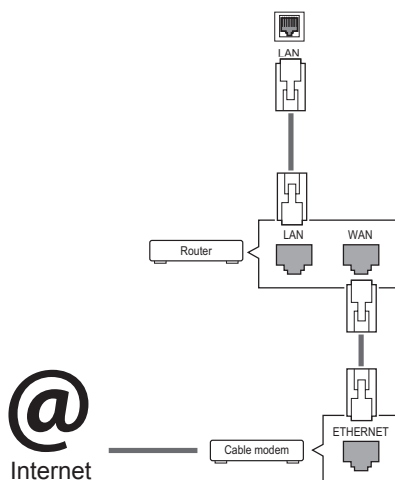 LAN
LAN WAN
Router
ETHERNET
@
Cable modem
Internet